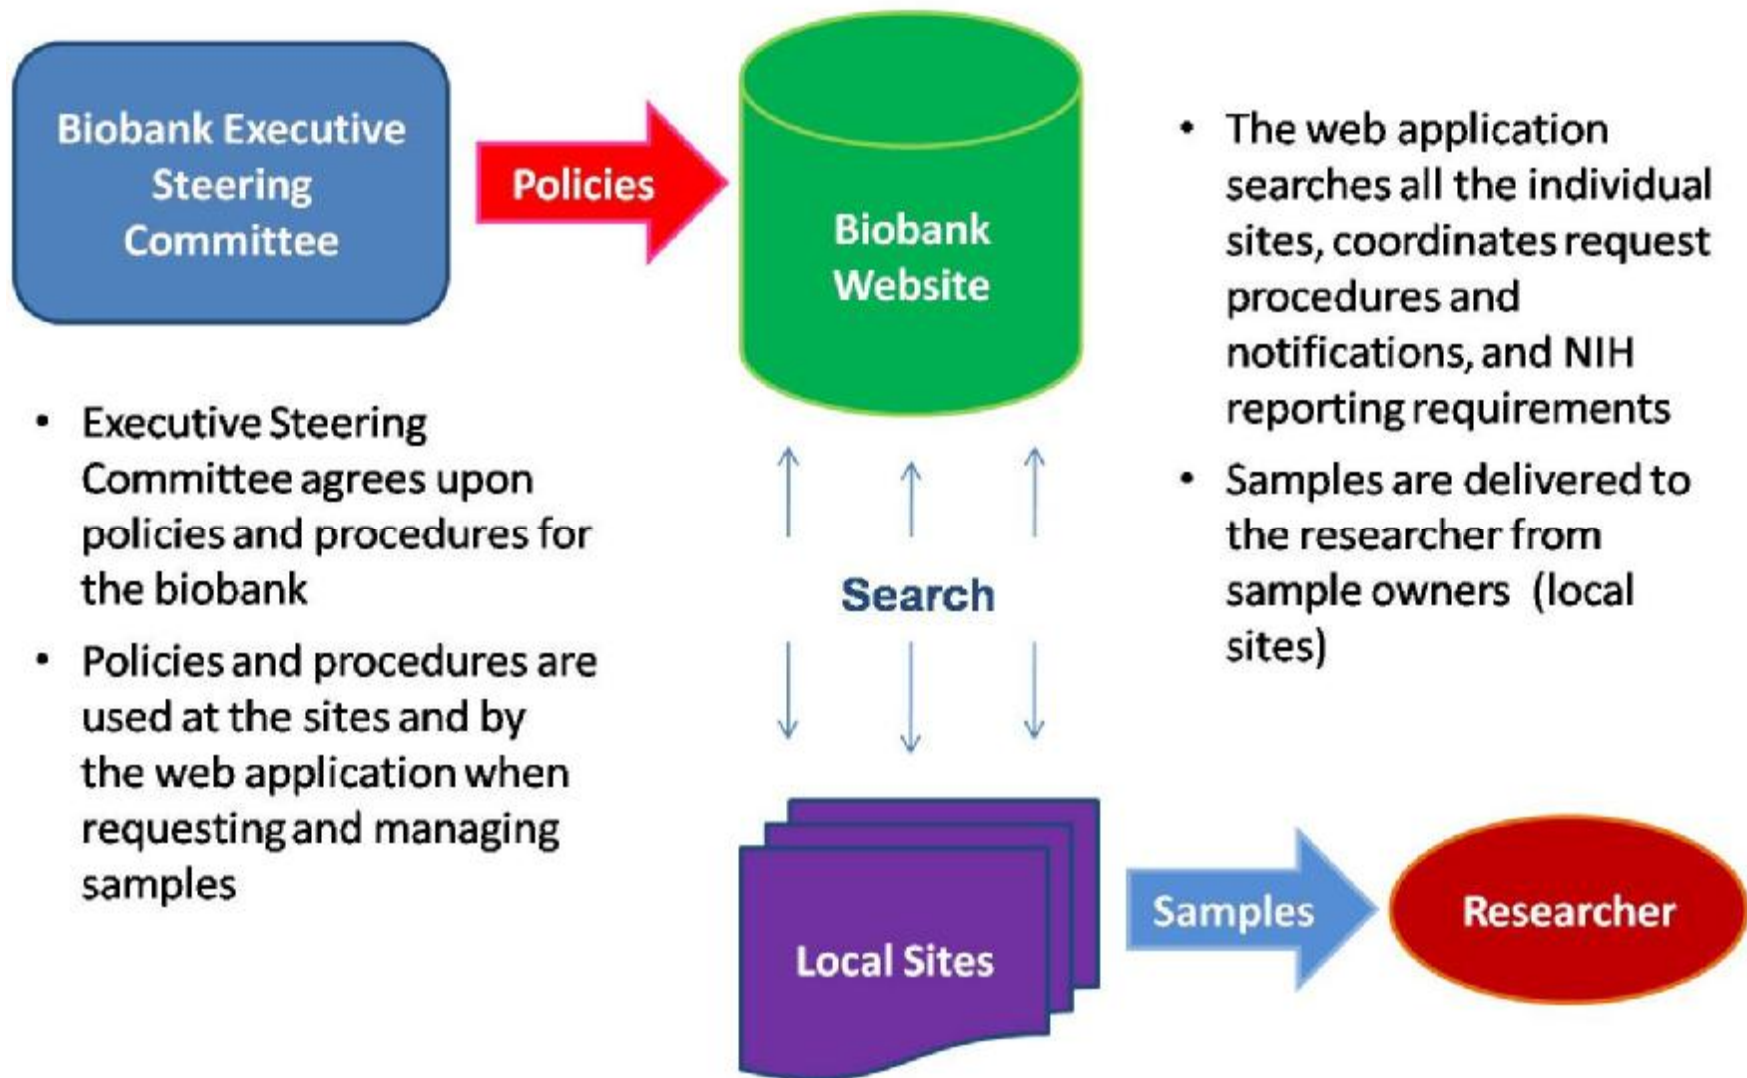 Biobank Executive
Steering
Committee
Policies
Biobank
Website
• Executive Steering
Committee agrees upon
policies and procedures for
the biobank
• Policies and procedures are
used at the sites and by
the web application when
requesting and managing
samples
Search
• The web application
searches all the individual
sites, coordinates request
procedures and
notifications, and NIH
reporting requirements
• Samples are delivered to
the researcher from
sample owners (local
sites)
Local Sites
Samples
Researcher